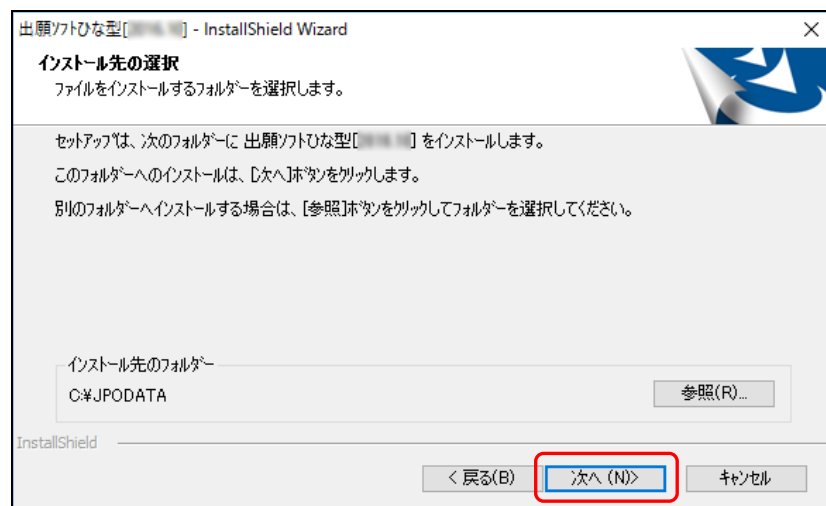 出願ソフトひな型[ ] - InstallShield Wizard
インストール先の選択
ファイルをインストールするフォルダーを選択します。
セットアップは、次のフォルダーに 出願ソフトひな型[ ] をインストールします。
このフォルダーへのインストールは、[次へ]ボタンをクリックします。
別のフォルダーへインストールする場合は、[参照]ボタンをクリックしてフォルダーを選択してください。
インストール先のフォルダー
C:¥JPODATA
参照(R)...
InstallShield
< 戻る(B)
次へ (N)>
キャンセル